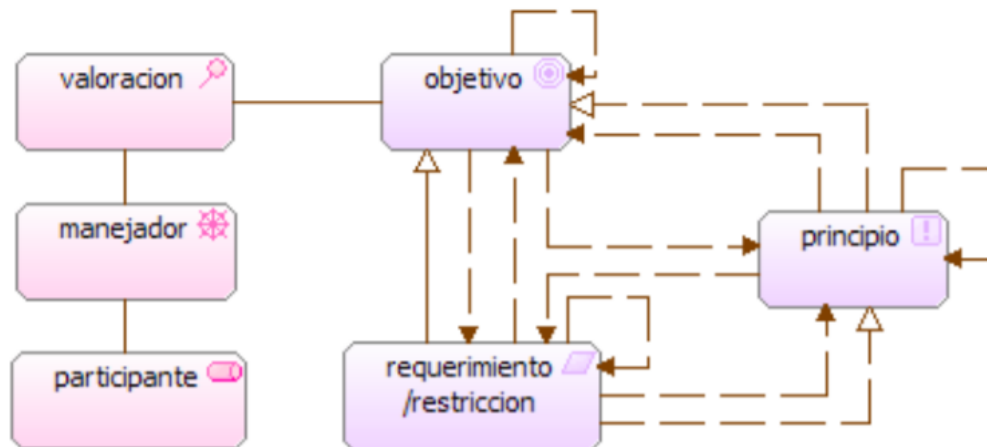 valoracion
objetivo
manejador
principio
participante
requerimiento
/restriccion